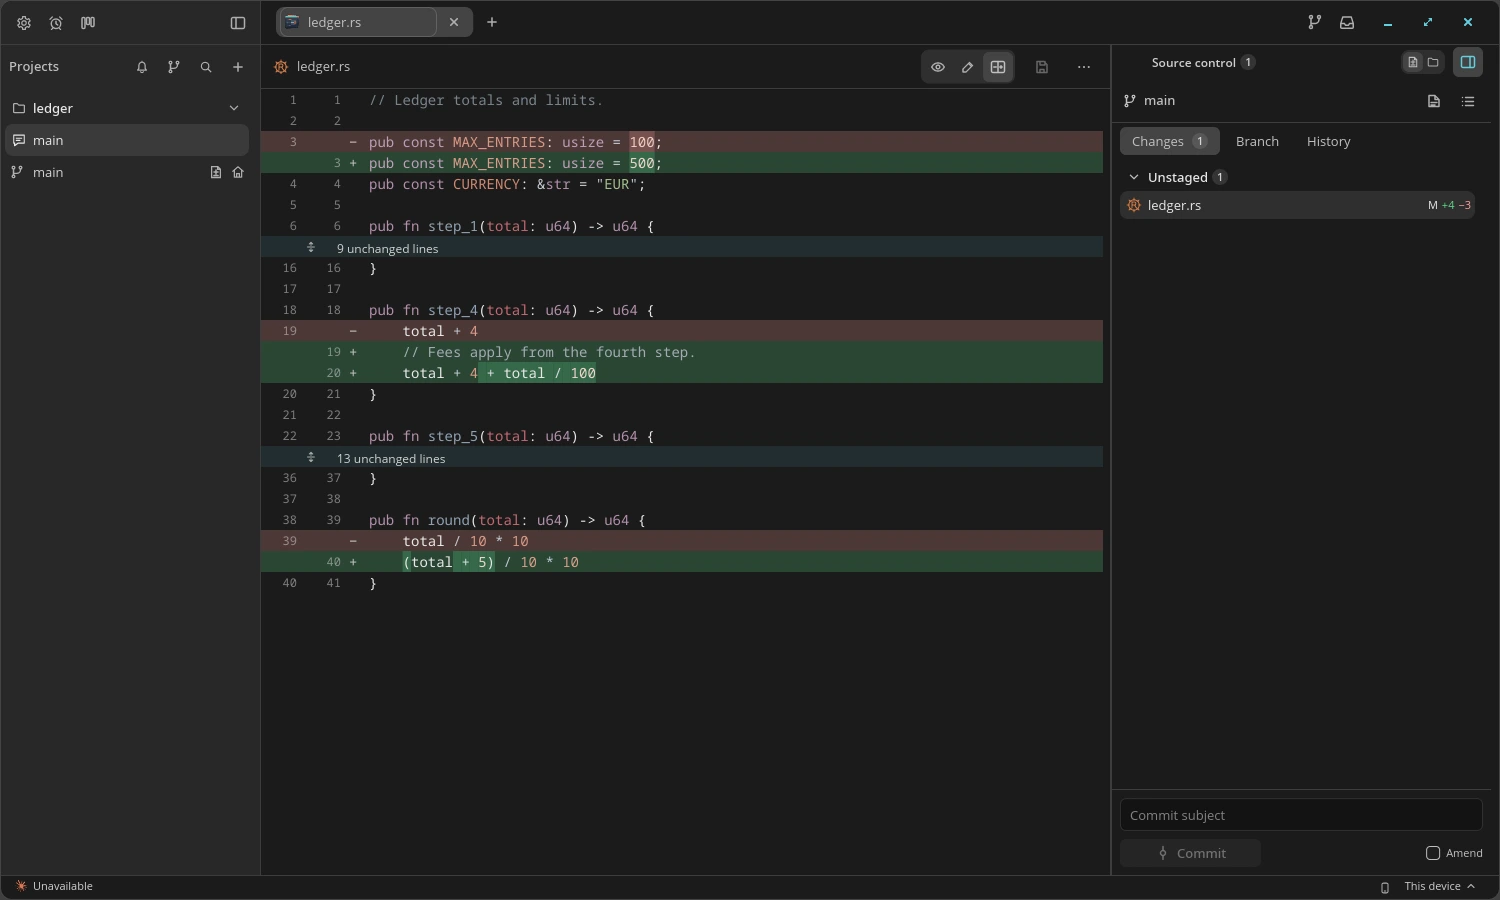 ledger.rs
Projects
ledger
main
main
ledger.rs
1 1 // Ledger totals and limits.
2 2
3 − pub const MAX_ENTRIES: usize = 100;
3 + pub const MAX_ENTRIES: usize = 500;
4 4 pub const CURRENCY: &str = "EUR";
5 5
6 6 pub fn step_1(total: u64) -> u64 {
9 unchanged lines
16 16 }
17 17
18 18 pub fn step_4(total: u64) -> u64 {
19 − total + 4
19 + // Fees apply from the fourth step.
20 + total + 4 + total / 100
20 21 }
21 22
22 23 pub fn step_5(total: u64) -> u64 {
13 unchanged lines
36 37 }
37 38
38 39 pub fn round(total: u64) -> u64 {
39 − total / 10 * 10
40 + (total + 5) / 10 * 10
40 41 }
Source control 1
main
Changes 1 Branch History
Unstaged 1
ledger.rs M +4 −3
Commit subject
Commit Amend
Unavailable
This device